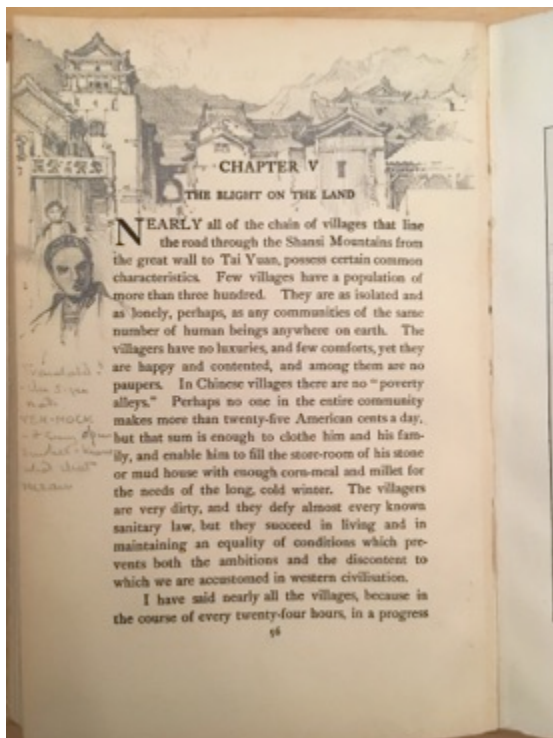 CHAPTER V
THE BLIGHT ON THE LAND
NEARLY all of the chain of villages that line
the road through the Shansi Mountains from
the great wall to Tai Yuan, possess certain common
characteristics. Few villages have a population of
more than three hundred. They are as isolated and
as lonely, perhaps, as any communities of the same
number of human beings anywhere on earth. The
villagers have no luxuries, and few comforts, yet they
are happy and contented, and among them are no
paupers. In Chinese villages there are no "poverty
alleys." Perhaps no one in the entire community
makes more than twenty-five American cents a day,
but that sum is enough to clothe him and his fam-
ily, and enable him to fill the store-room of his stone
or mud house with enough corn-meal and millet for
the needs of the long, cold winter. The villagers
are very dirty, and they defy almost every known
sanitary law, but they succeed in living and in
maintaining an equality of conditions which pre-
vents both the ambitions and the discontent to
which we are accustomed in western civilisation.
I have said nearly all the villages, because in
the course of every twenty-four hours, in a progress
56